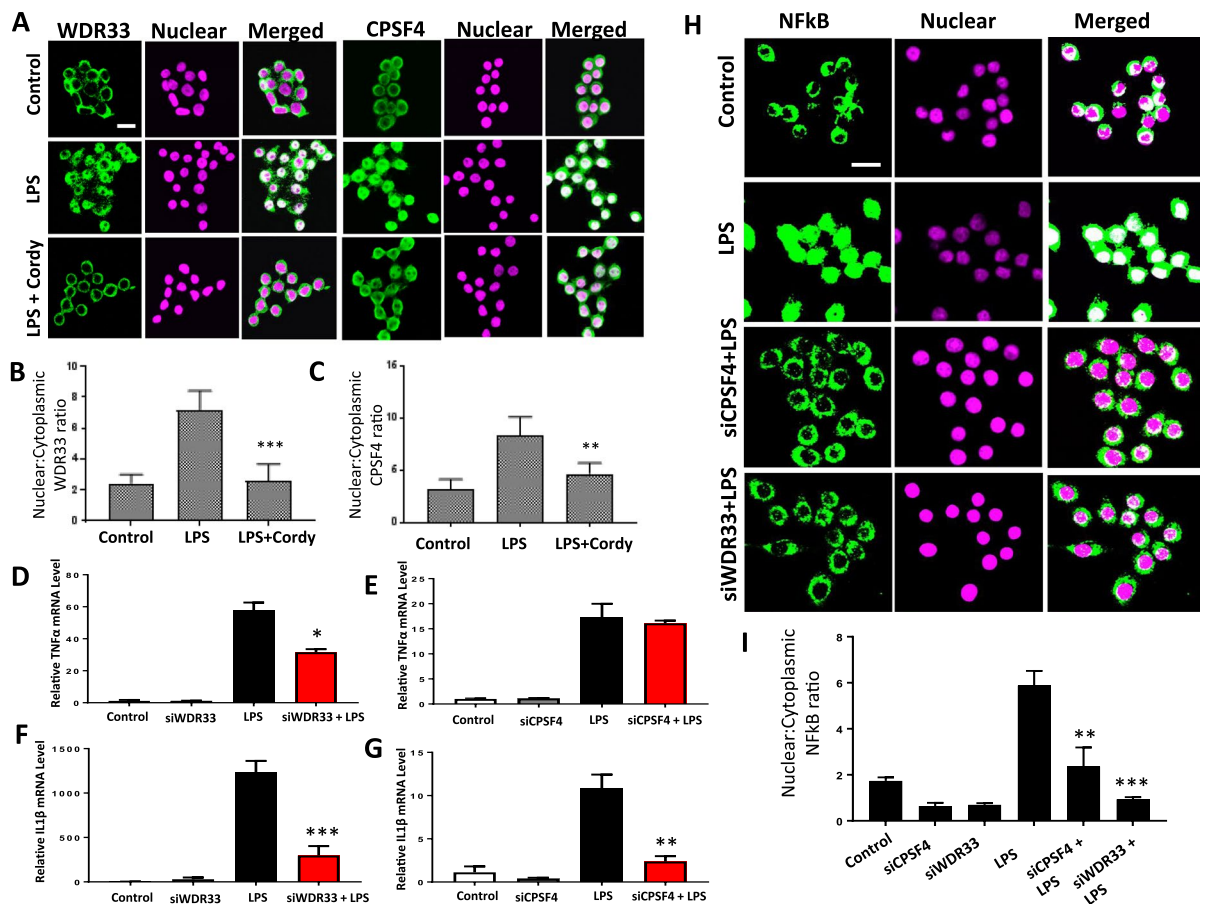 A
WDR33 Nuclear Merged CPSF4 Nuclear Merged
Control
LPS
LPS + Cordy
B
Nuclear:Cytoplasmic
WDR33 ratio
10
8
6
4
2
0
Control LPS LPS+Cordy
***
C
Nuclear:Cytoplasmic
CPSF4 ratio
16
10
6
0
Control LPS LPS+Cordy
**
D
Relative TNFα mRNA Level
80
60
40
20
0
Control siWDR33 LPS siWDR33 + LPS
*
E
Relative TNFα mRNA Level
25
20
15
10
5
0
Control siCPSF4 LPS siCPSF4 + LPS
F
Relative IL1β mRNA Level
1500
1000
500
0
Control siWDR33 LPS siWDR33 + LPS
***
G
Relative IL1β mRNA Level
15
10
5
0
Control siCPSF4 LPS siCPSF4 + LPS
**
H
NFkB Nuclear Merged
Control
LPS
siCPSF4+LPS
siWDR33+LPS
I
Nuclear:Cytoplasmic
NFkB ratio
8
6
4
2
0
**
***
Control
siCPSF4
siWDR33
LPS
siCPSF4 +
LPS
siWDR33 +
LPS